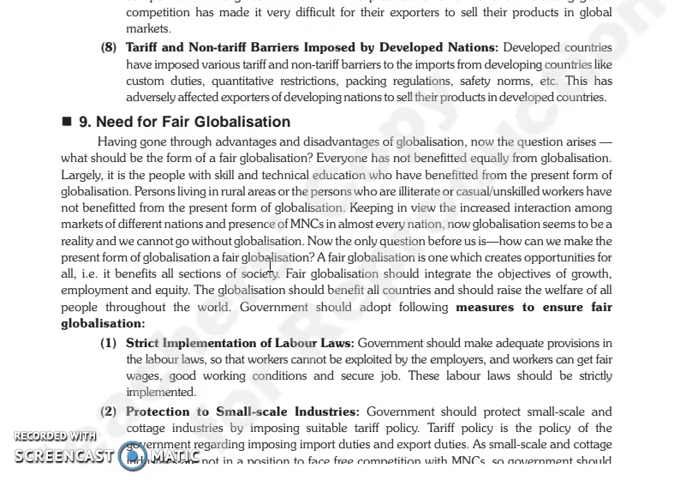 competition has made it very difficult for their exporters to sell their products in global
markets.
(8) Tariff and Non-tariff Barriers Imposed by Developed Nations: Developed countries
have imposed various tariff and non-tariff barriers to the imports from developing countries like
custom duties, quantitative restrictions, packing regulations, safety norms, etc. This has
adversely affected exporters of developing nations to sell their products in developed countries.
■ 9. Need for Fair Globalisation
Having gone through advantages and disadvantages of globalisation, now the question arises —
what should be the form of a fair globalisation? Everyone has not benefitted equally from globalisation.
Largely, it is the people with skill and technical education who have benefitted from the present form of
globalisation. Persons living in rural areas or the persons who are illiterate or casual/unskilled workers have
not benefitted from the present form of globalisation. Keeping in view the increased interaction among
markets of different nations and presence of MNCs in almost every nation, now globalisation seems to be a
reality and we cannot go without globalisation. Now the only question before us is—how can we make the
present form of globalisation a fair globalisation? A fair globalisation is one which creates opportunities for
all, i.e. it benefits all sections of society. Fair globalisation should integrate the objectives of growth,
employment and equity. The globalisation should benefit all countries and should raise the welfare of all
people throughout the world. Government should adopt following measures to ensure fair
globalisation:
(1) Strict Implementation of Labour Laws: Government should make adequate provisions in
the labour laws, so that workers cannot be exploited by the employers, and workers can get fair
wages, good working conditions and secure job. These labour laws should be strictly
implemented.
(2) Protection to Small-scale Industries: Government should protect small-scale and
cottage industries by imposing suitable tariff policy. Tariff policy is the policy of the
government regarding imposing import duties and export duties. As small-scale and cottage
not in a position to face free competition with MNCs, so government should
RECORDED WITH
SCREENCAST MATIC